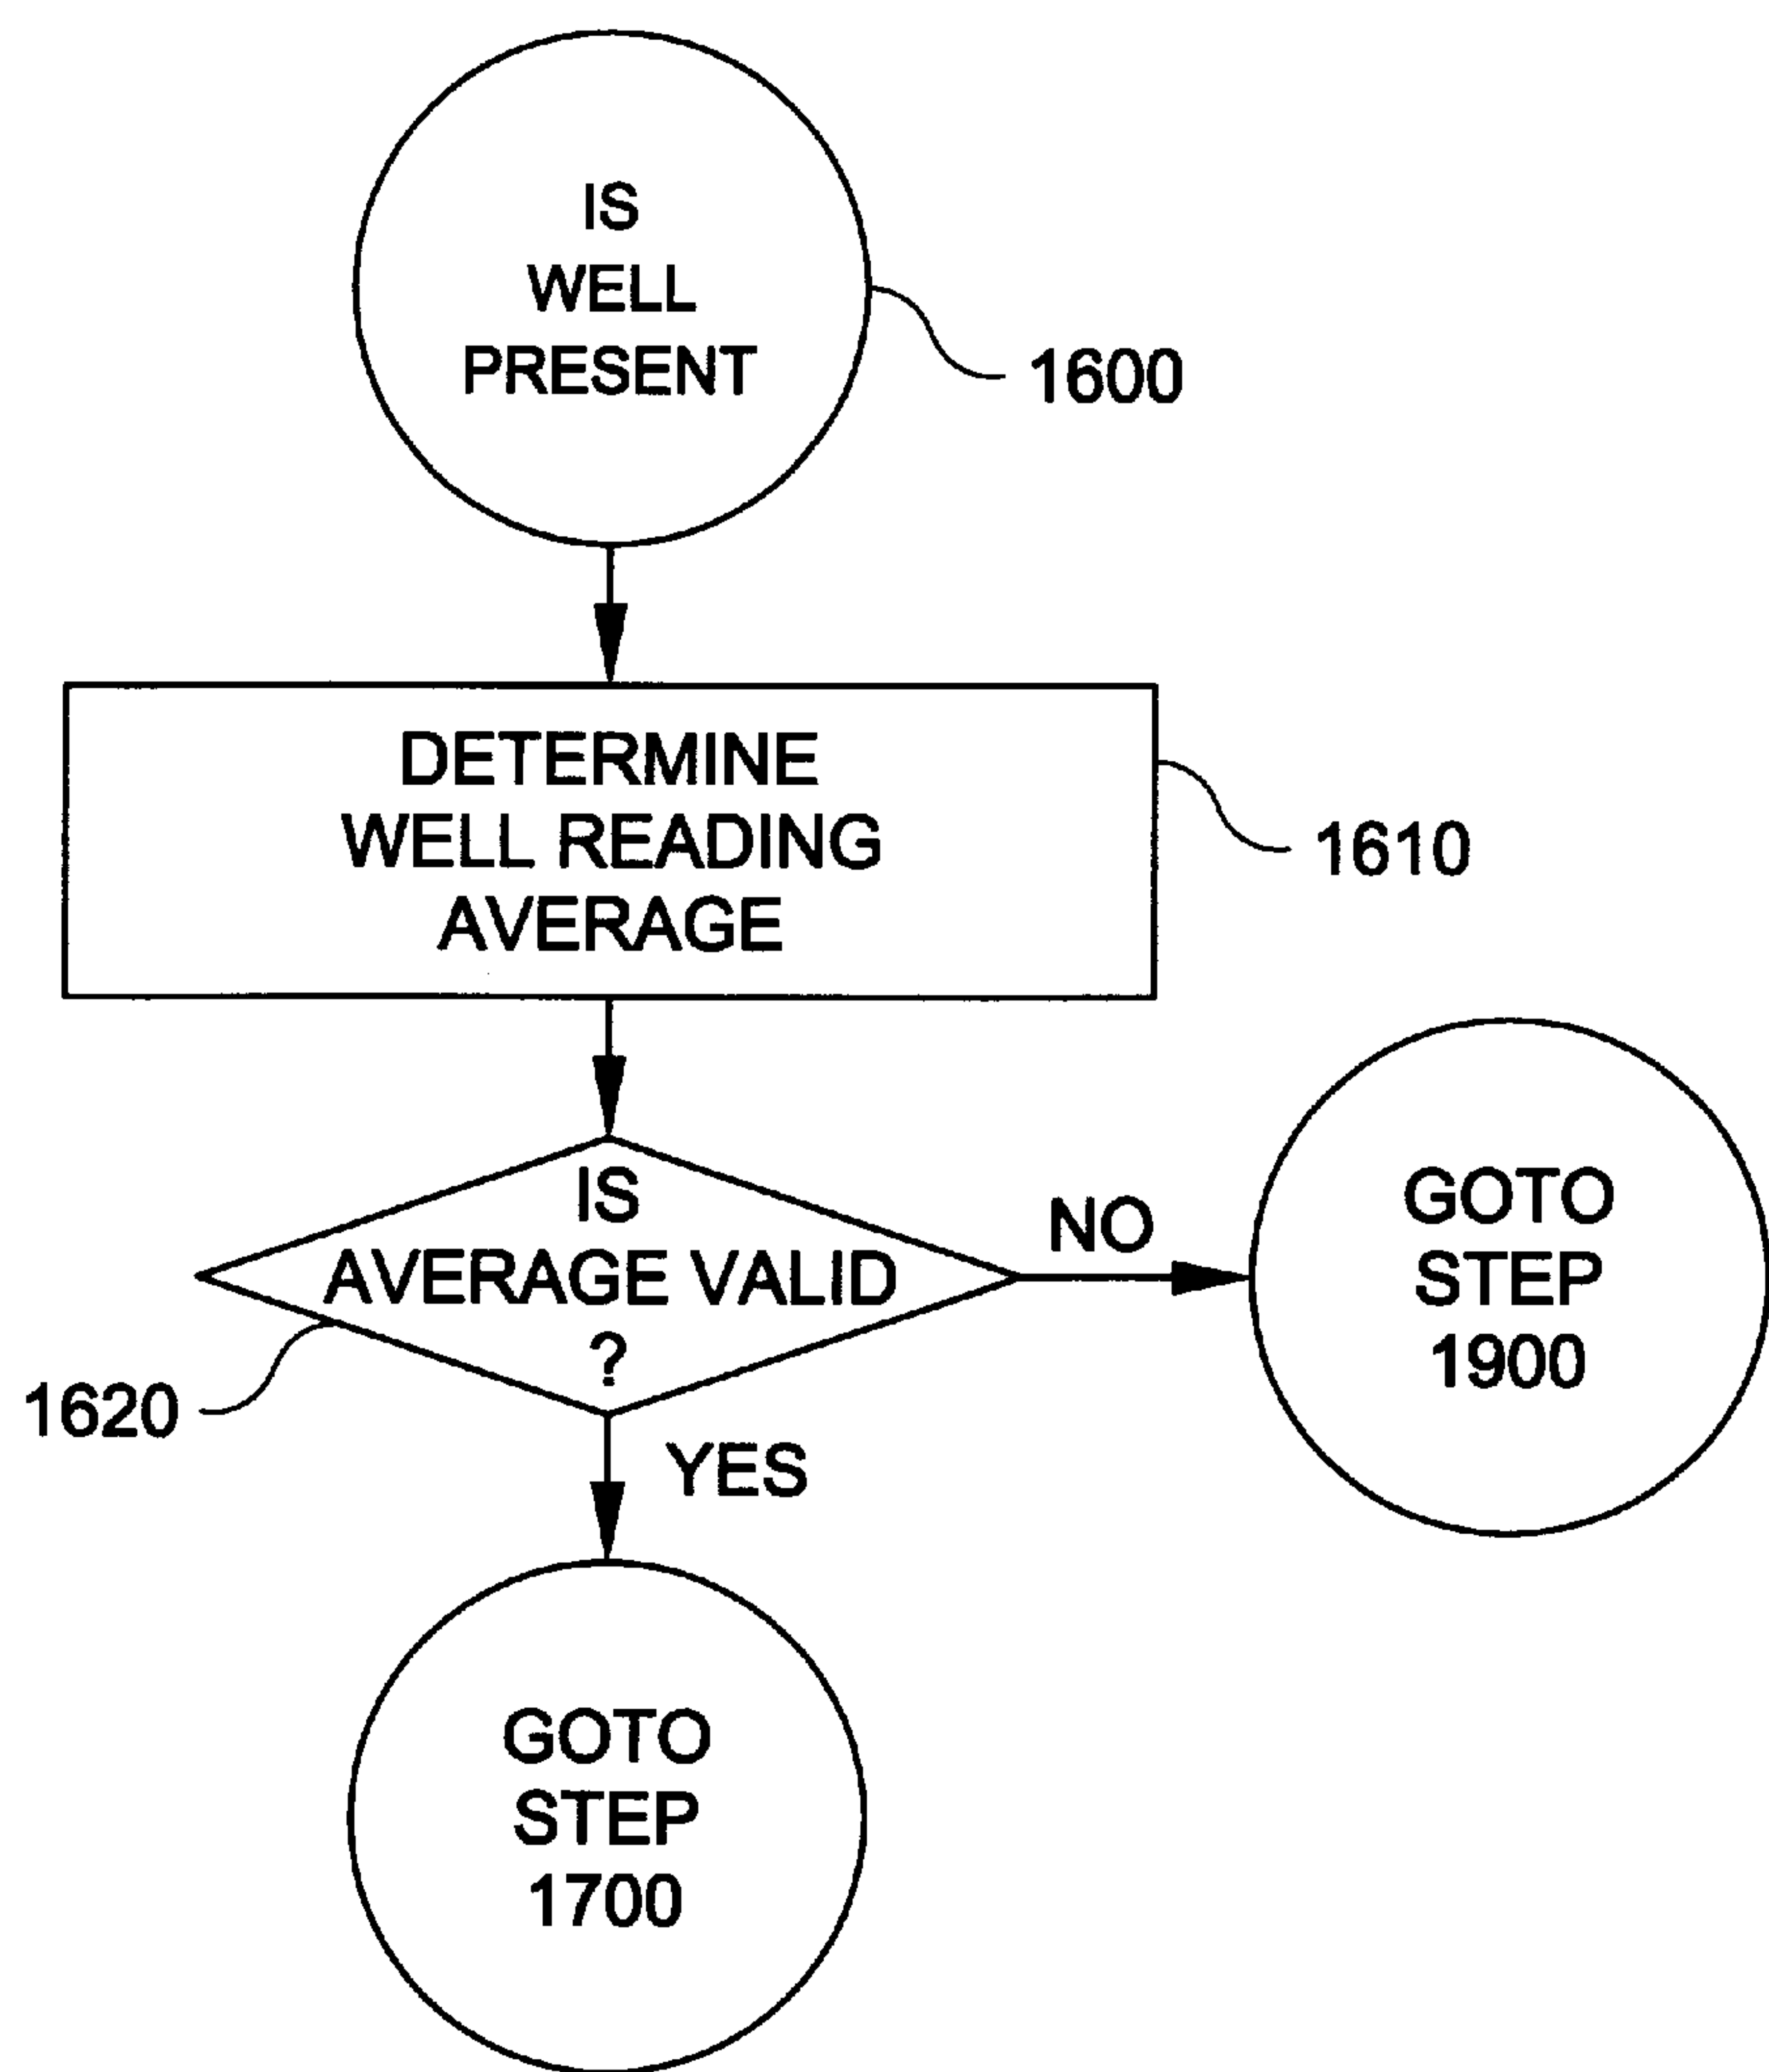 IS
WELL
PRESENT
1600
DETERMINE
WELL READING
AVERAGE
1610
IS
AVERAGE VALID
?
1620
NO
GOTO
STEP
1900
YES
GOTO
STEP
1700